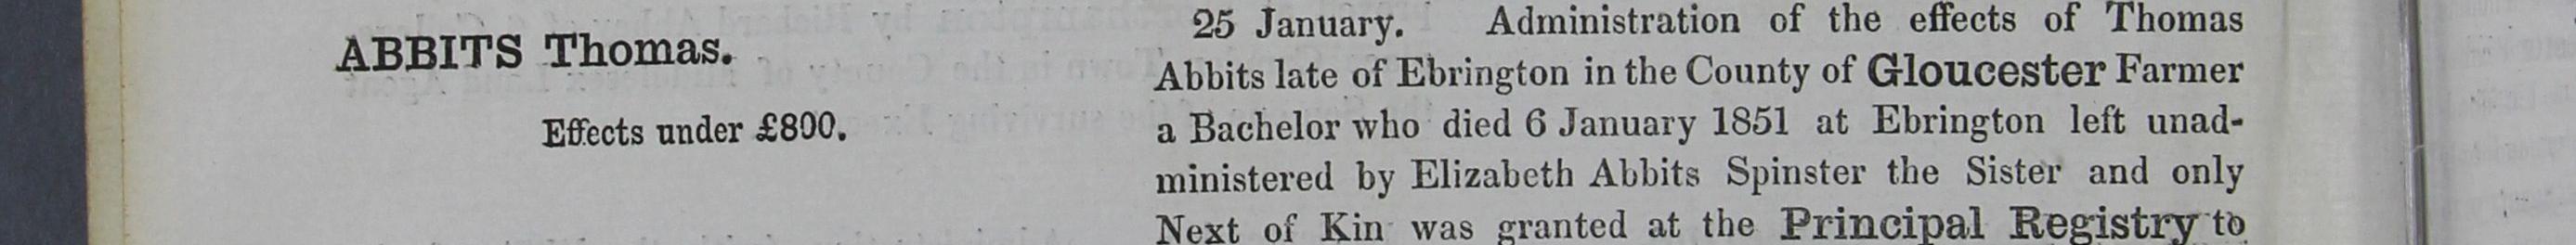 ABBITS Thomas.
Effects under £800.
25 January. Administration of the effects of Thomas
Abbits late of Ebrington in the County of Gloucester Farmer
a Bachelor who died 6 January 1851 at Ebrington left unad-
ministered by Elizabeth Abbits Spinster the Sister and only
Next of Kin was granted at the Principal Registry to